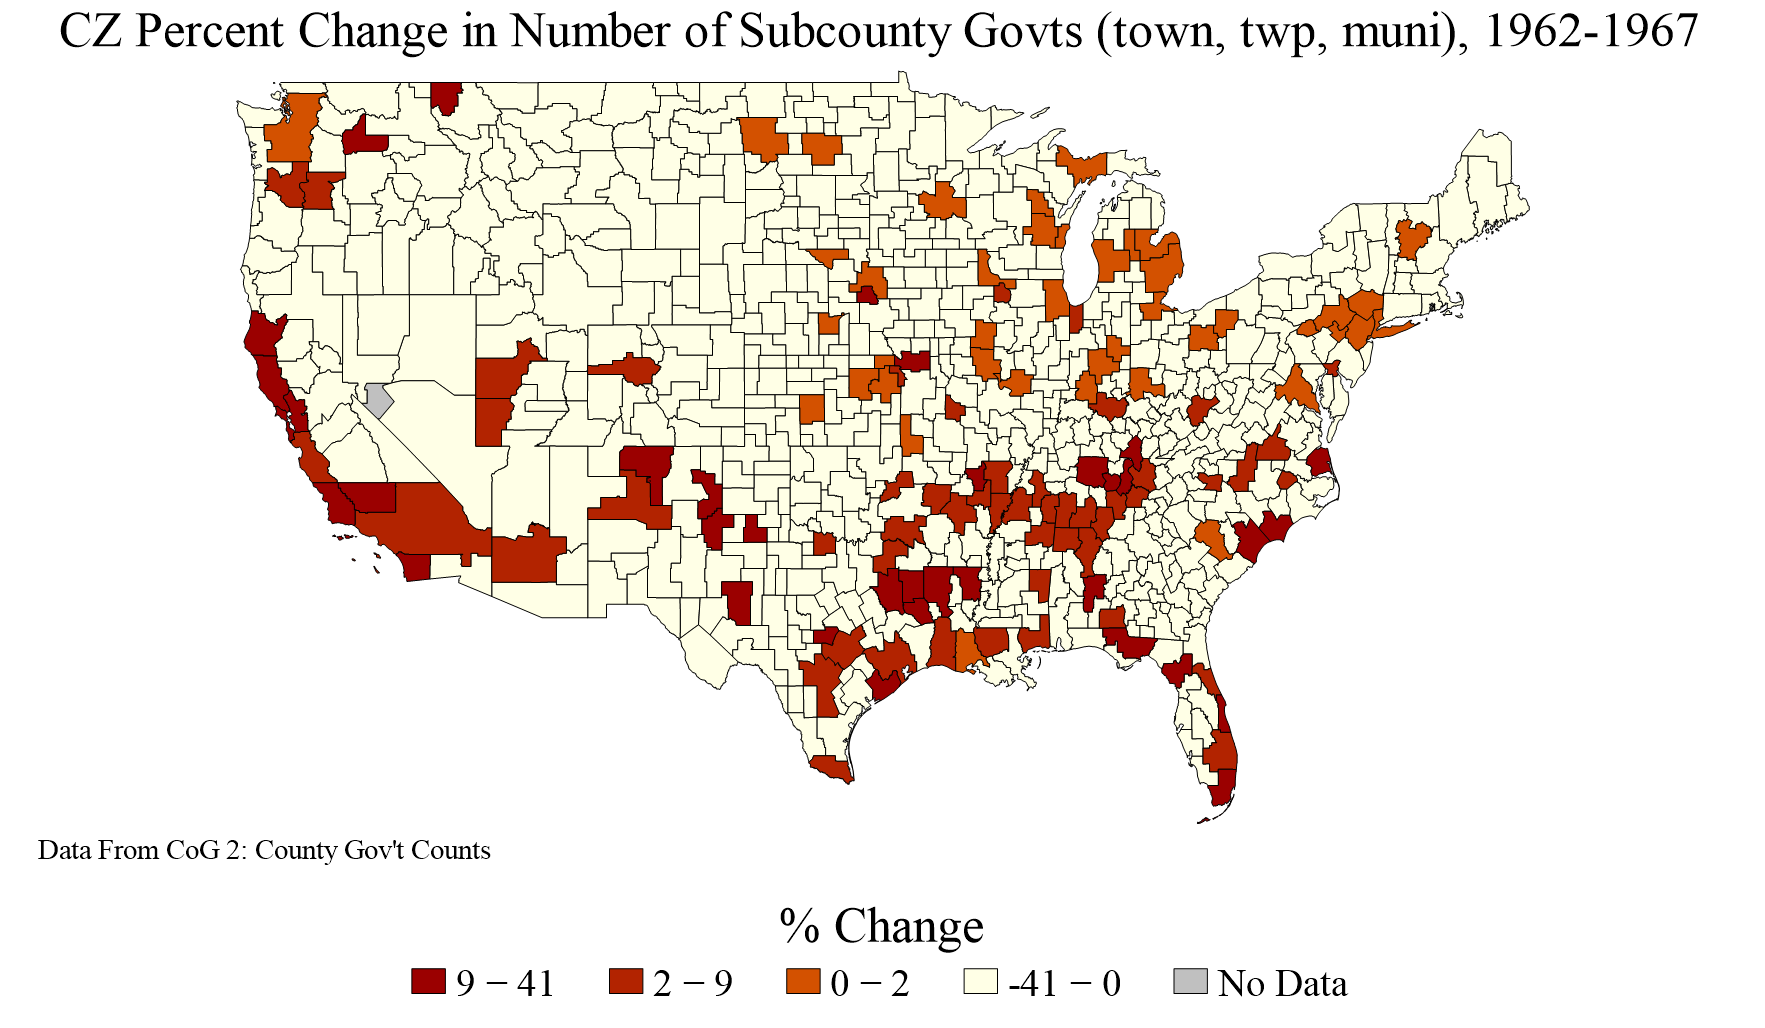 CZ Percent Change in Number of Subcounty Govts (town, twp, muni), 1962-1967
Data From CoG 2: County Gov't Counts
% Change
9 − 41 2 − 9 0 − 2 -41 − 0 No Data